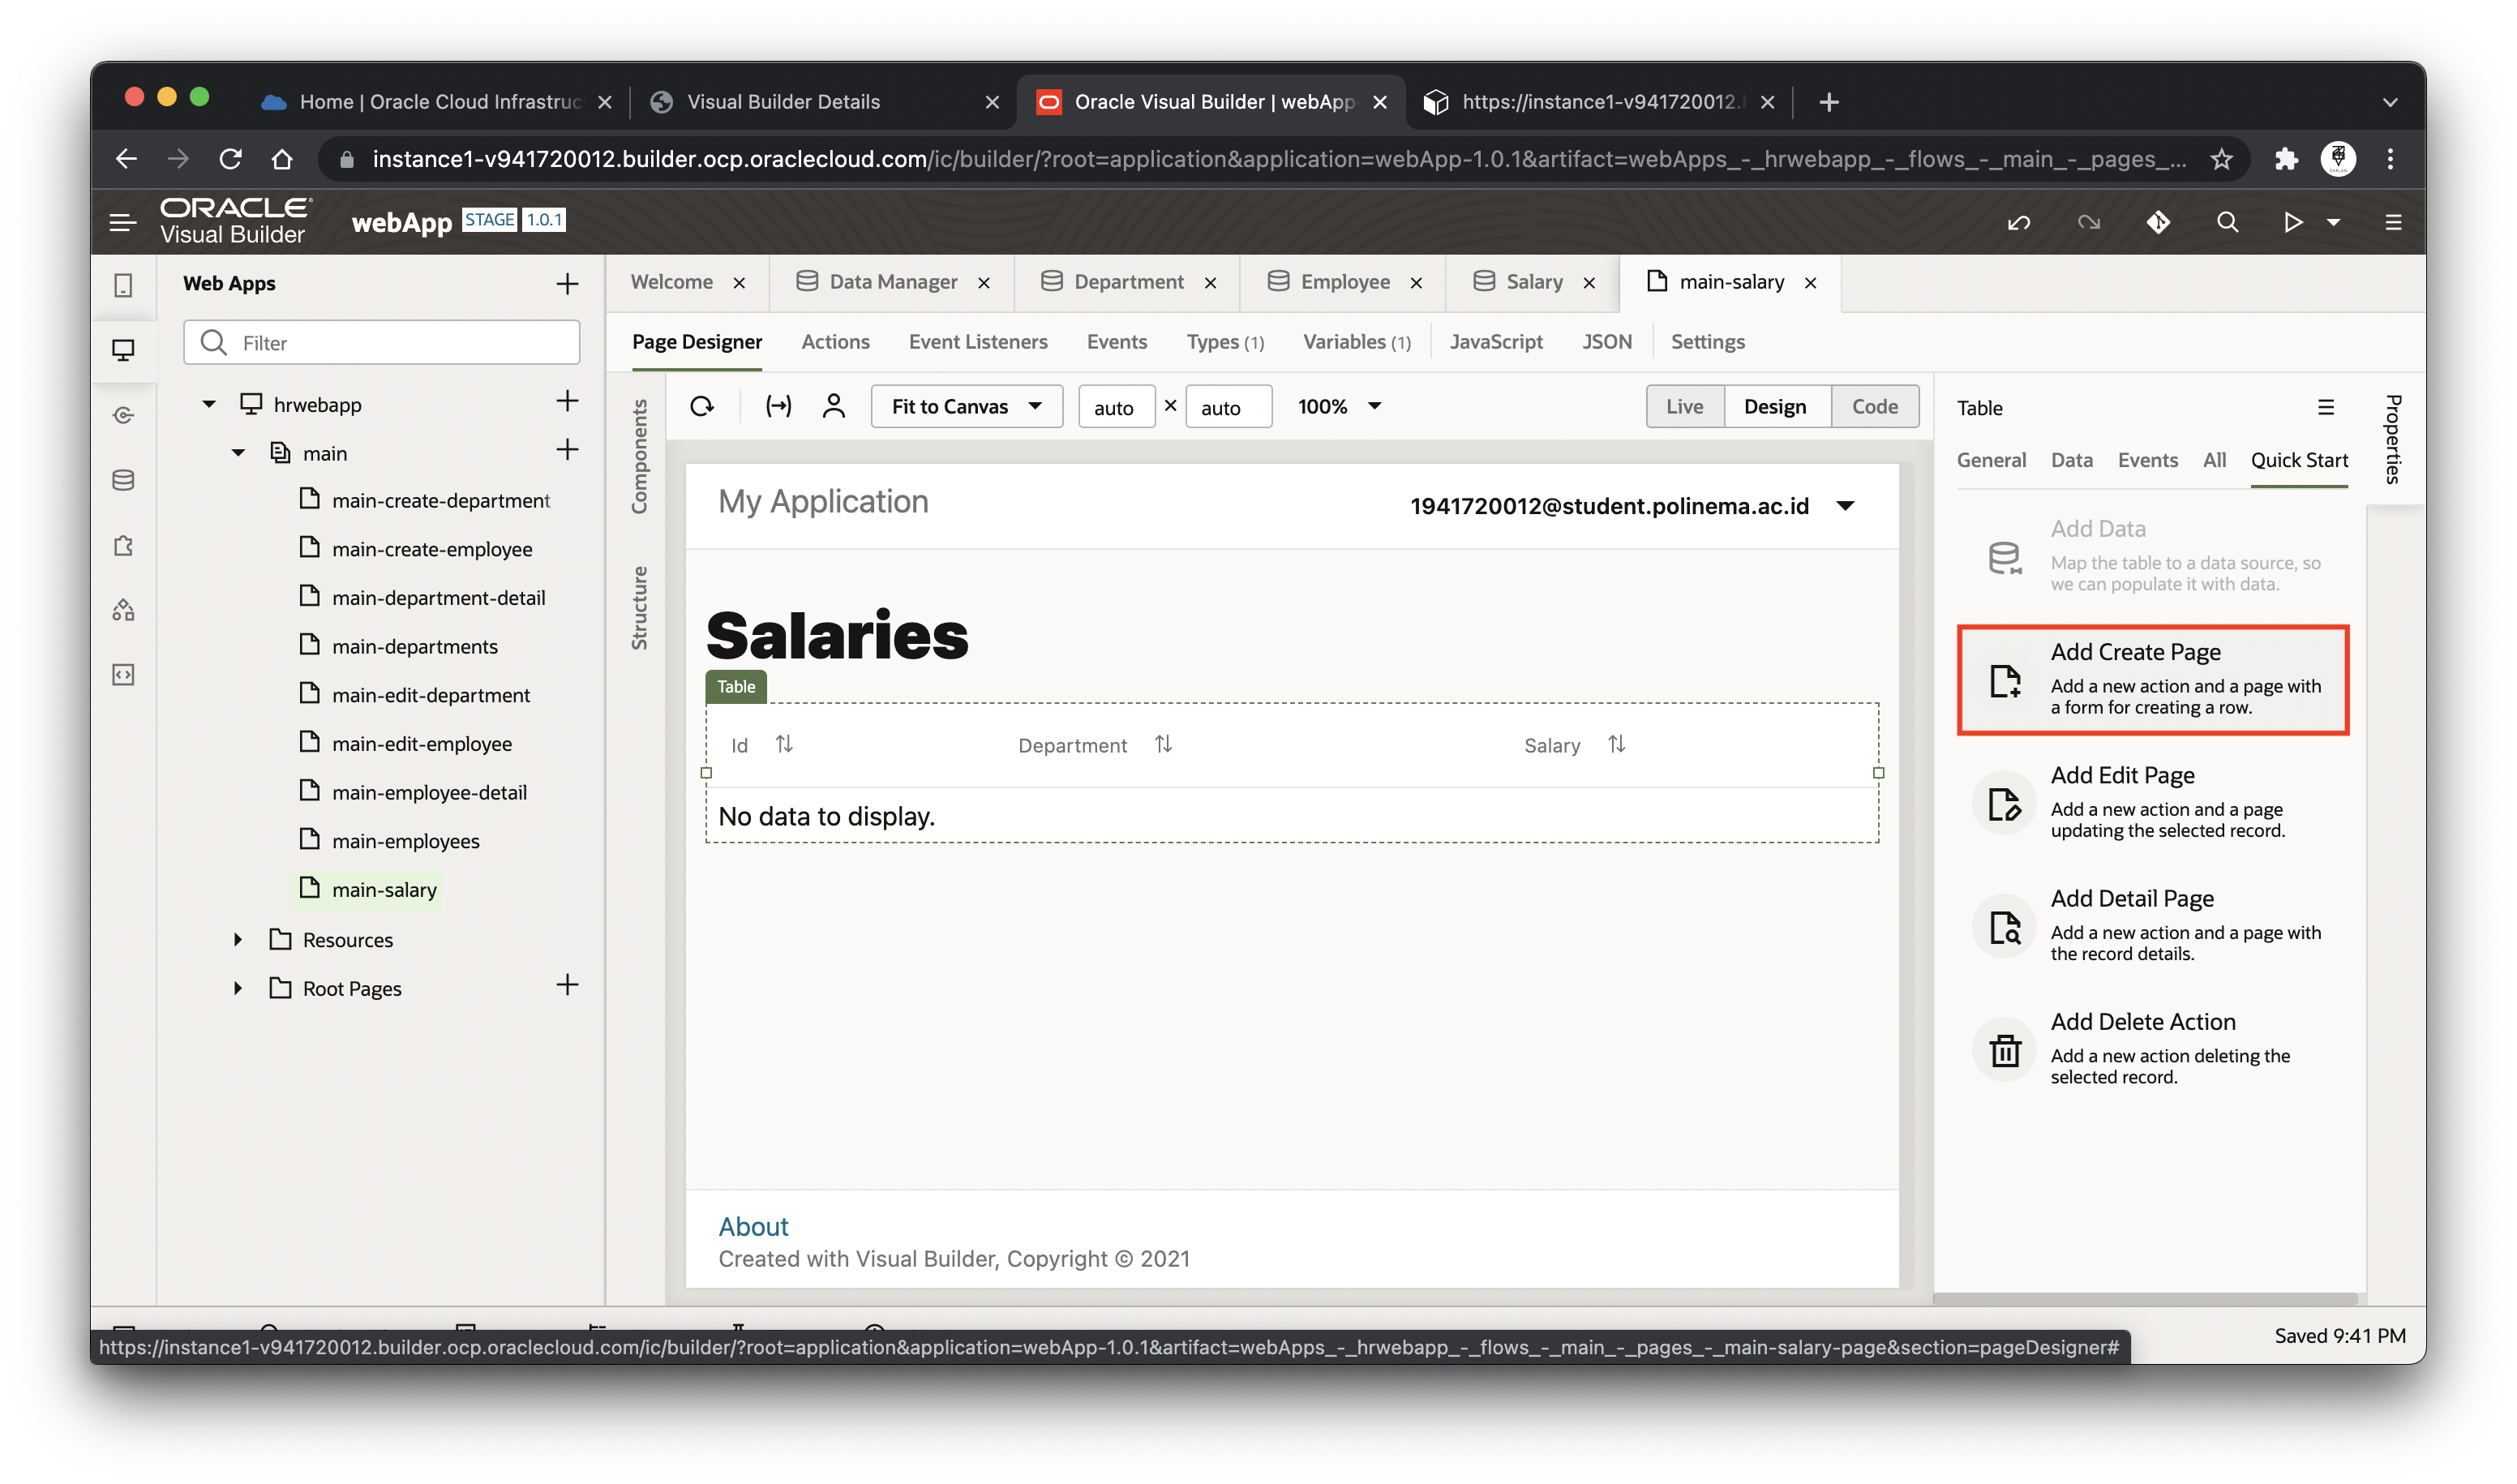 Home | Oracle Cloud Infrastruc
Visual Builder Details
Oracle Visual Builder | webApp-
https://instance1-v941720012.b
instance1-v941720012.builder.ocp.oraclecloud.com/ic/builder/?root=application&application=webApp-1.0.1&artifact=webApps_-_hrwebapp_-_flows_-_main_-_pages_-...
ORACLE
Visual Builder
webApp STAGE 1.0.1
Web Apps
Filter
hrwebapp
main
main-create-department
main-create-employee
main-department-detail
main-departments
main-edit-department
main-edit-employee
main-employee-detail
main-employees
main-salary
Resources
Root Pages
Welcome
Data Manager
Department
Employee
Salary
main-salary
Page Designer
Actions
Event Listeners
Events
Types (1)
Variables (1)
JavaScript
JSON
Settings
Components
Structure
Fit to Canvas
auto × auto
100%
Live
Design
Code
My Application
1941720012@student.polinema.ac.id
Salaries
Table
Id
Department
Salary
No data to display.
About
Created with Visual Builder, Copyright © 2021
Table
Properties
General
Data
Events
All
Quick Start
Add Data
Map the table to a data source, so
we can populate it with data.
Add Create Page
Add a new action and a page with
a form for creating a row.
Add Edit Page
Add a new action and a page
updating the selected record.
Add Detail Page
Add a new action and a page with
the record details.
Add Delete Action
Add a new action deleting the
selected record.
https://instance1-v941720012.builder.ocp.oraclecloud.com/ic/builder/?root=application&application=webApp-1.0.1&artifact=webApps_-_hrwebapp_-_flows_-_main_-_pages_-_main-salary-page&section=pageDesigner#
Saved 9:41 PM